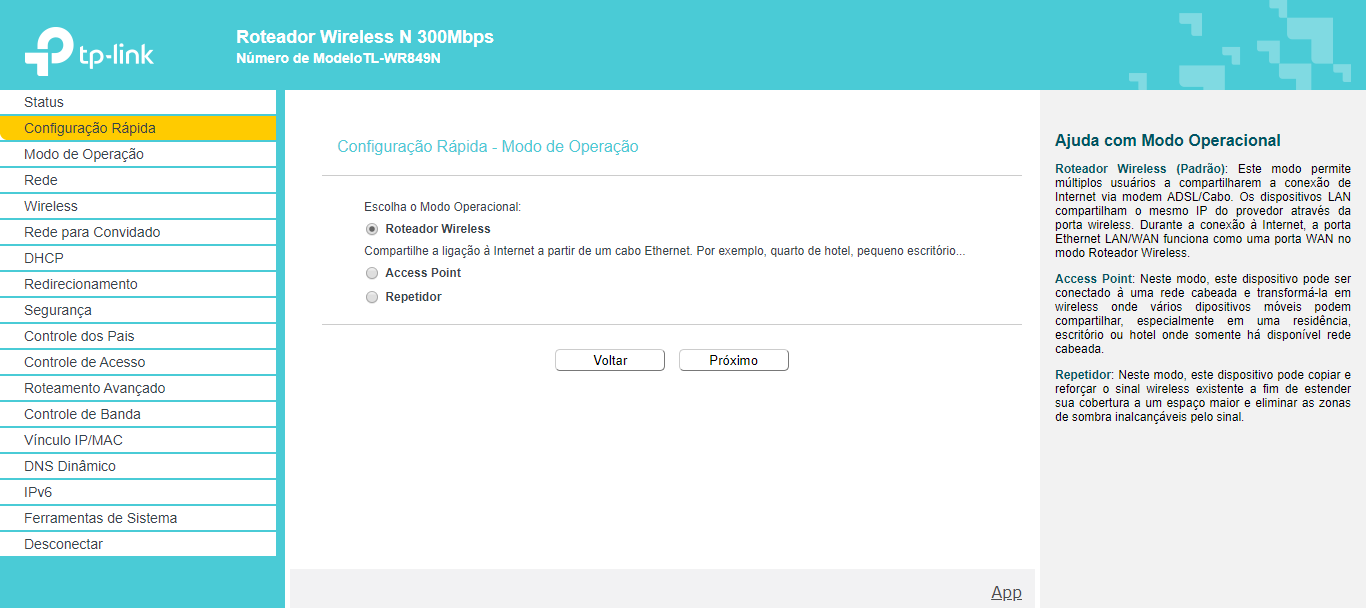 tp-link
Roteador Wireless N 300Mbps
Número de ModeloTL-WR849N
Status
Configuração Rápida
Modo de Operação
Rede
Wireless
Rede para Convidado
DHCP
Redirecionamento
Segurança
Controle dos Pais
Controle de Acesso
Roteamento Avançado
Controle de Banda
Vínculo IP/MAC
DNS Dinâmico
IPv6
Ferramentas de Sistema
Desconectar
Configuração Rápida - Modo de Operação
Escolha o Modo Operacional:
Roteador Wireless
Compartilhe a ligação à Internet a partir de um cabo Ethernet. Por exemplo, quarto de hotel, pequeno escritório...
Access Point
Repetidor
Voltar Próximo
App
Ajuda com Modo Operacional
Roteador Wireless (Padrão): Este modo permite
múltiplos usuários a compartilharem a conexão de
Internet via modem ADSL/Cabo. Os dispositivos LAN
compartilham o mesmo IP do provedor através da
porta wireless. Durante a conexão à Internet, a porta
Ethernet LAN/WAN funciona como uma porta WAN no
modo Roteador Wireless.
Access Point: Neste modo, este dispositivo pode ser
conectado à uma rede cabeada e transformá-la em
wireless onde vários dipositivos móveis podem
compartilhar, especialmente em uma residência,
escritório ou hotel onde somente há disponível rede
cabeada.
Repetidor: Neste modo, este dispositivo pode copiar e
reforçar o sinal wireless existente a fim de estender
sua cobertura a um espaço maior e eliminar as zonas
de sombra inalcançáveis pelo sinal.